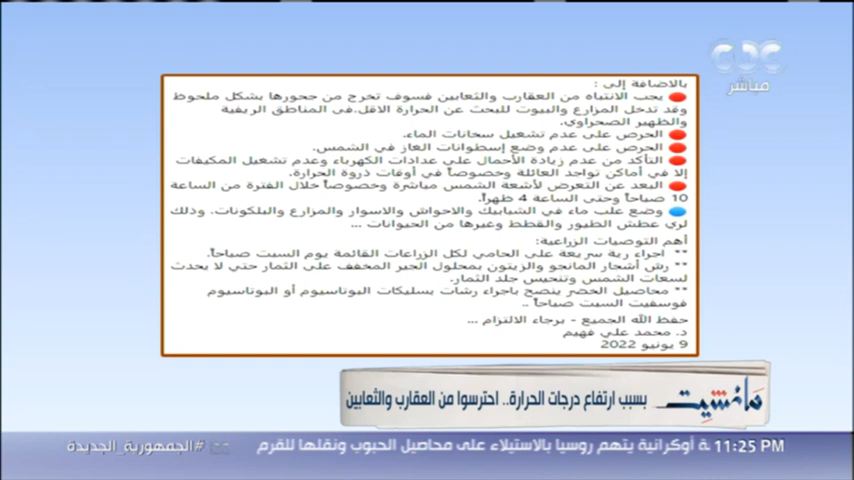 CBC
مباشر
بالاضافة إلى :
يجب الانتباه من العقارب والثعابين فسوف تخرج من جحورها بشكل ملحوظ
وقد تدخل المزارع والبيوت للبحث عن الحرارة الاقل.فى المناطق الريفية
والظهير الصحراوي.
الحرص على عدم تشغيل سخانات الماء.
الحرص على عدم وضع إسطوانات الغاز في الشمس.
التأكد من عدم زيادة الأحمال علي عدادات الكهرباء وعدم تشغيل المكيفات
إلا في أماكن تواجد العائلة وخصوصاً في أوقات ذروة الحرارة.
البعد عن التعرض لأشعة الشمس مباشرة وخصوصاً خلال الفترة من الساعة
10 صباحاً وحتى الساعة 4 ظهراً.
وضع علب ماء في الشبابيك والاحواش والاسوار والمزارع والبلكونات. وذلك
لري عطش الطيور والقطط وغيرها من الحيوانات ...
أهم التوصيات الزراعية:
** اجراء رية سريعة على الحامي لكل الزراعات القائمة يوم السبت صباحاً.
** رش أشجار المانجو والزيتون بمحلول الجير المخفف على الثمار حتي لا يحدث
لسعات الشمس وتنحيس جلد الثمار.
** محاصيل الخضر ينصح باجراء رشات بسليكات البوتاسيوم أو البوتاسيوم
فوسفيت السبت صباحاً ..
حفظ الله الجميع - برجاء الالتزام ...
د. محمد علي فهيم
9 يونيو 2022
مانشيت
بسبب ارتفاع درجات الحرارة.. احترسوا من العقارب والثعابين
11:25 PM ـة أوكرانية يتهم روسيا بالاستيلاء على محاصيل الحبوب ونقلها للقرم #الجمهورية_الجديدة